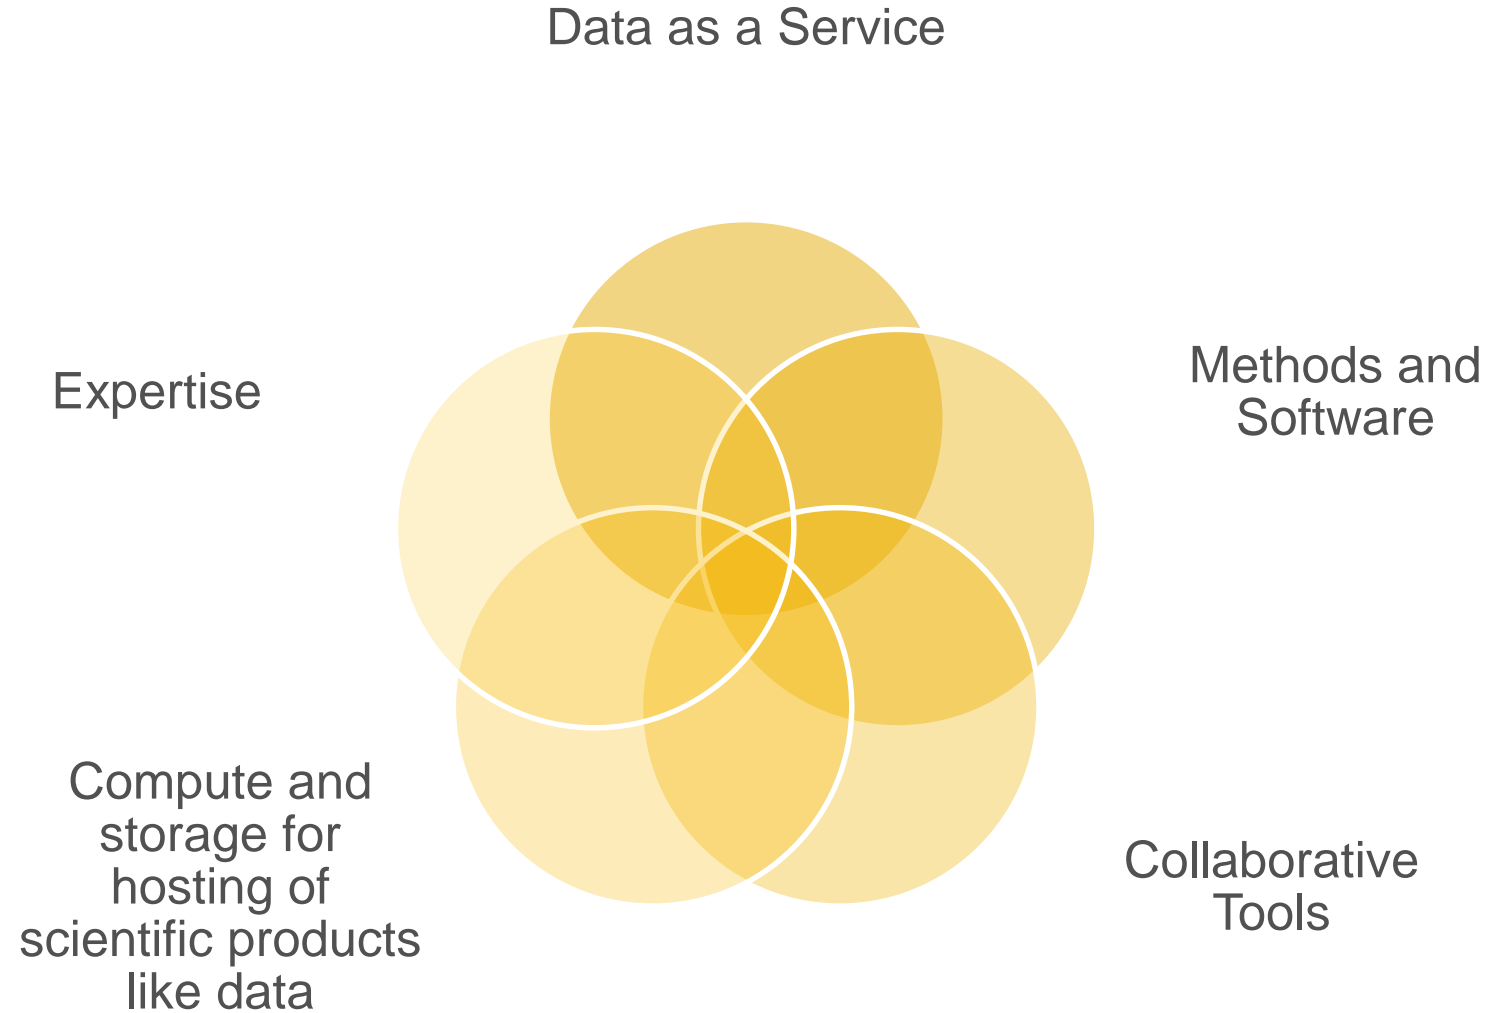 Data as a Service
Expertise
Methods and
Software
Compute and
storage for
hosting of
scientific products
like data
Collaborative
Tools